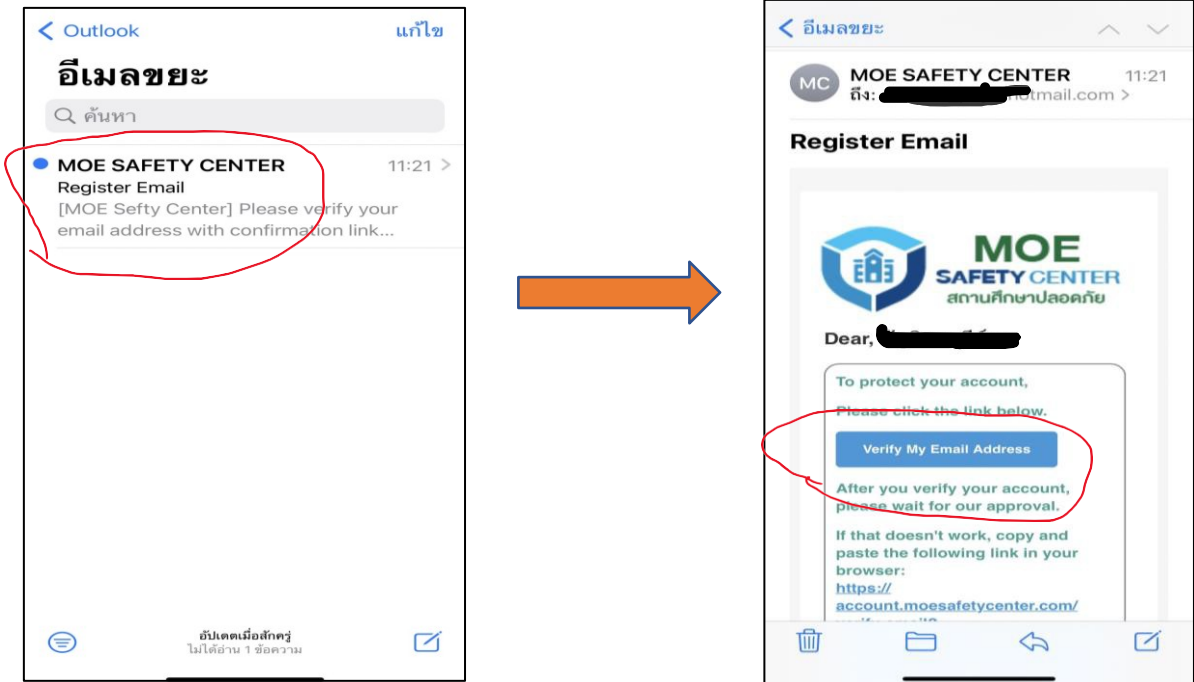 Outlook
แก้ไข
อีเมลขยะ
ค้นหา
MOE SAFETY CENTER 11:21
Register Email
[MOE Sefty Center] Please verify your
email address with confirmation link...
อัปเดตเมื่อสักครู่
ไม่ได้อ่าน 1 ข้อความ
อีเมลขยะ
MC
MOE SAFETY CENTER 11:21
ถึง: hotmail.com
Register Email
MOE
SAFETY CENTER
สถานศึกษาปลอดภัย
Dear,
To protect your account,
Please click the link below.
Verify My Email Address
After you verify your account,
please wait for our approval.
If that doesn't work, copy and
paste the following link in your
browser:
https://
account.moesafetycenter.com/